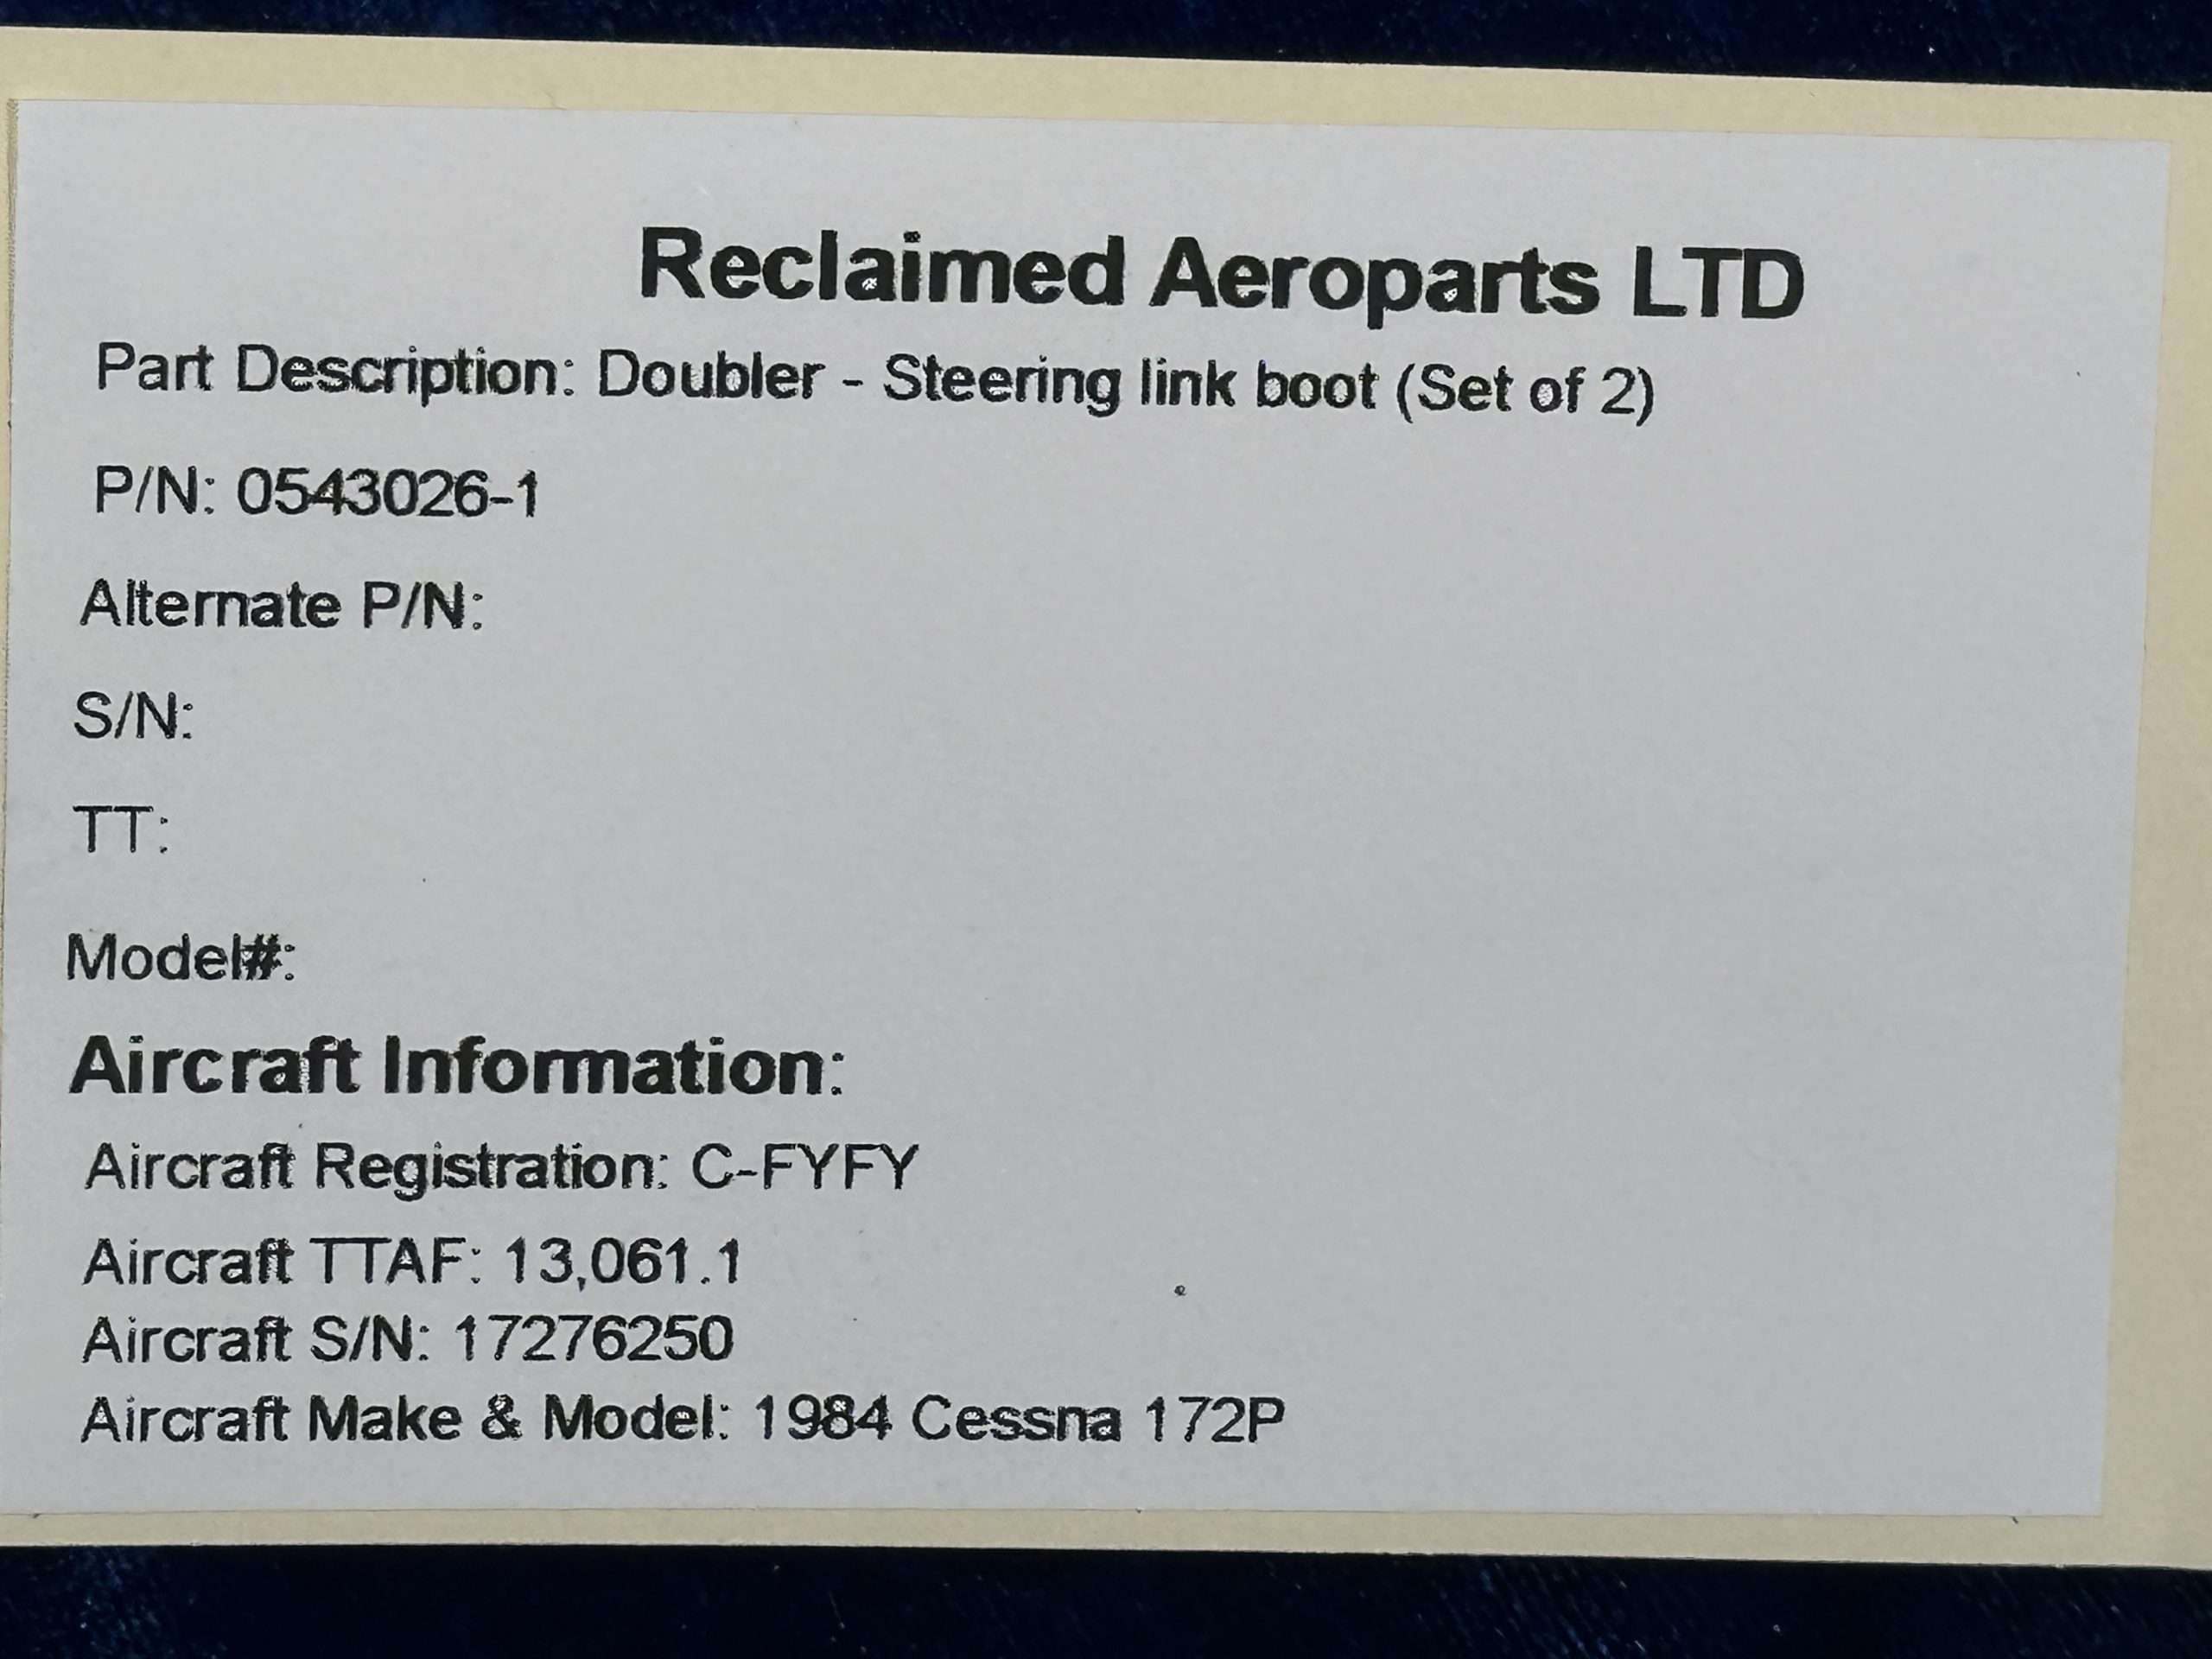 Reclaimed Aeroparts LTD
Part Description: Doubler - Steering link boot (Set of 2)
P/N: 0543026-1
Alternate P/N:
S/N:
TT:
Model#:
Aircraft Information:
Aircraft Registration: C-FYFY
Aircraft TTAF: 13,061.1
Aircraft S/N: 17276250
Aircraft Make & Model: 1984 Cessna 172P